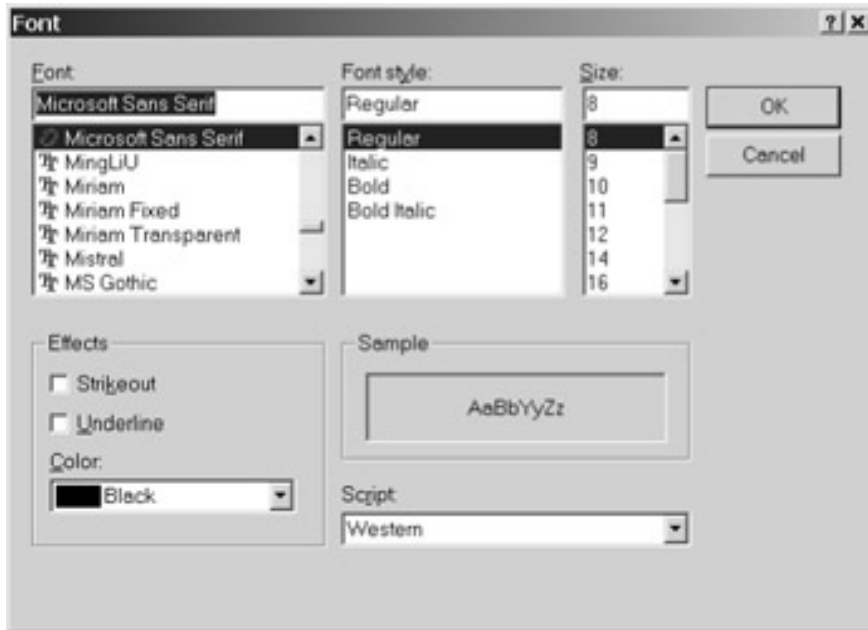 Font
Font:
Font style:
Size:
Microsoft Sans Serif
Regular
8
OK
Microsoft Sans Serif
Regular
8
MingLiU
Italic
9
Cancel
Miriam
Bold
10
Miriam Fixed
Bold Italic
11
Miriam Transparent
12
Mistral
14
MS Gothic
16
Effects
Sample
Strikeout
AaBbYyZz
Underline
Color:
Black
Script:
Western